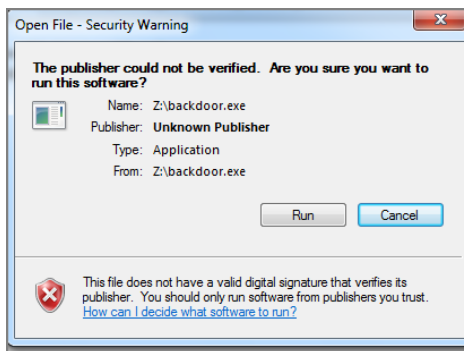 Open File - Security Warning
The publisher could not be verified. Are you sure you want to
run this software?
Name: Z:\backdoor.exe
Publisher: Unknown Publisher
Type: Application
From: Z:\backdoor.exe
Run Cancel
This file does not have a valid digital signature that verifies its
publisher. You should only run software from publishers you trust.
How can I decide what software to run?